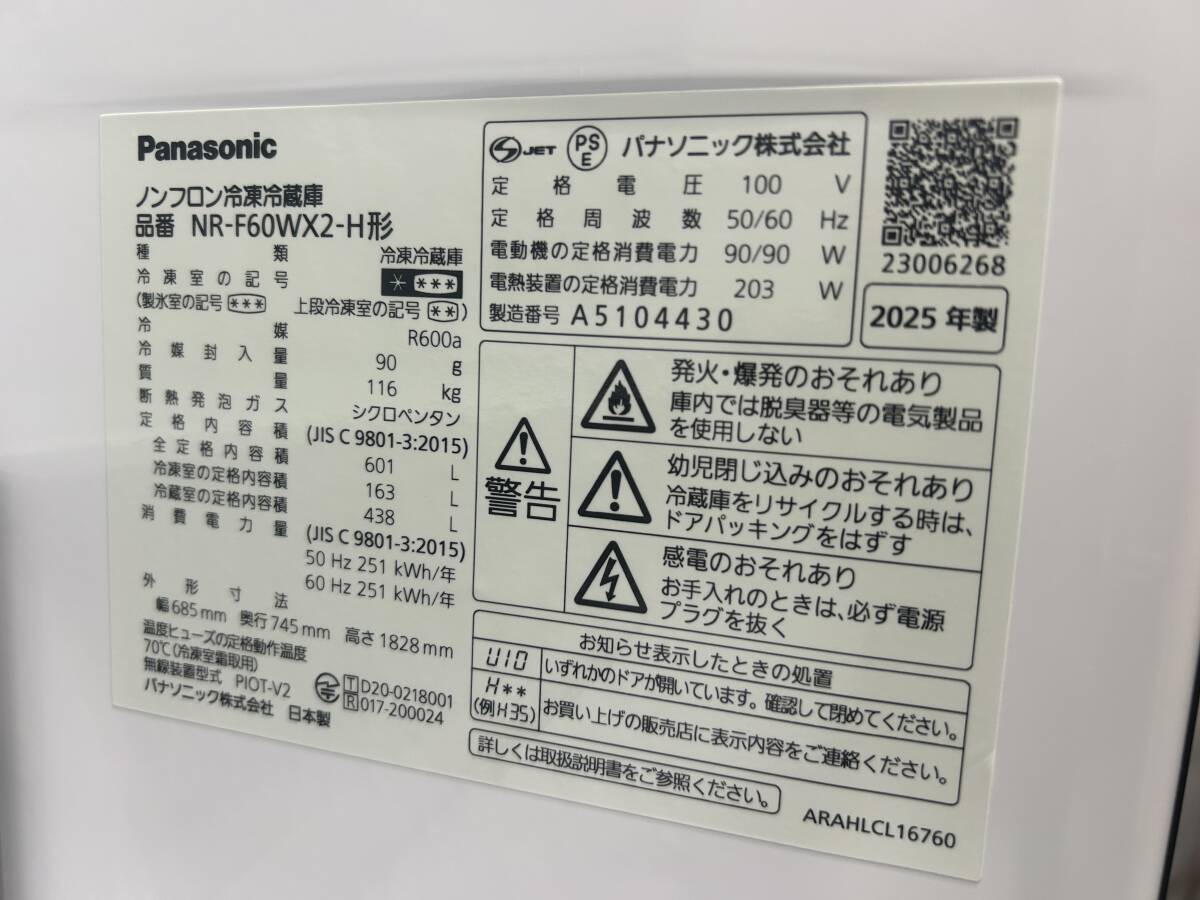 Panasonic
ノンフロン冷凍冷蔵庫
品番 NR-F60WX2-H形
種類 冷凍冷蔵庫
冷凍室の記号 * ***
(製氷室の記号 *** 上段冷凍室の記号 **)
冷媒 R600a
冷媒封入量 90 g
質量 116 kg
断熱発泡ガス シクロペンタン
定格内容積 (JIS C 9801-3:2015)
全定格内容積 601 L
冷凍室の定格内容積 163 L
冷蔵室の定格内容積 438 L
消費電力量 (JIS C 9801-3:2015)
50 Hz 251 kWh/年
60 Hz 251 kWh/年
外形寸法
幅 685 mm 奥行 745 mm 高さ 1828 mm
温度ヒューズの定格動作温度
70℃(冷凍室霜取用)
無線装置型式 PIOT-V2
T D20-0218001
R 017-200024
パナソニック株式会社 日本製
JET PSE パナソニック株式会社
定格電圧 100 V
定格周波数 50/60 Hz
電動機の定格消費電力 90/90 W
電熱装置の定格消費電力 203 W
製造番号 A5104430
23006268
2025 年製
警告
発火・爆発のおそれあり
庫内では脱臭器等の電気製品
を使用しない
幼児閉じ込みのおそれあり
冷蔵庫をリサイクルする時は、
ドアパッキングをはずす
感電のおそれあり
お手入れのときは、必ず電源
プラグを抜く
お知らせ表示したときの処置
U10 いずれかのドアが開いています。確認して閉めてください。
H** (例H35) お買い上げの販売店に表示内容をご連絡ください。
詳しくは取扱説明書をご参照ください。
ARAHLCL16760